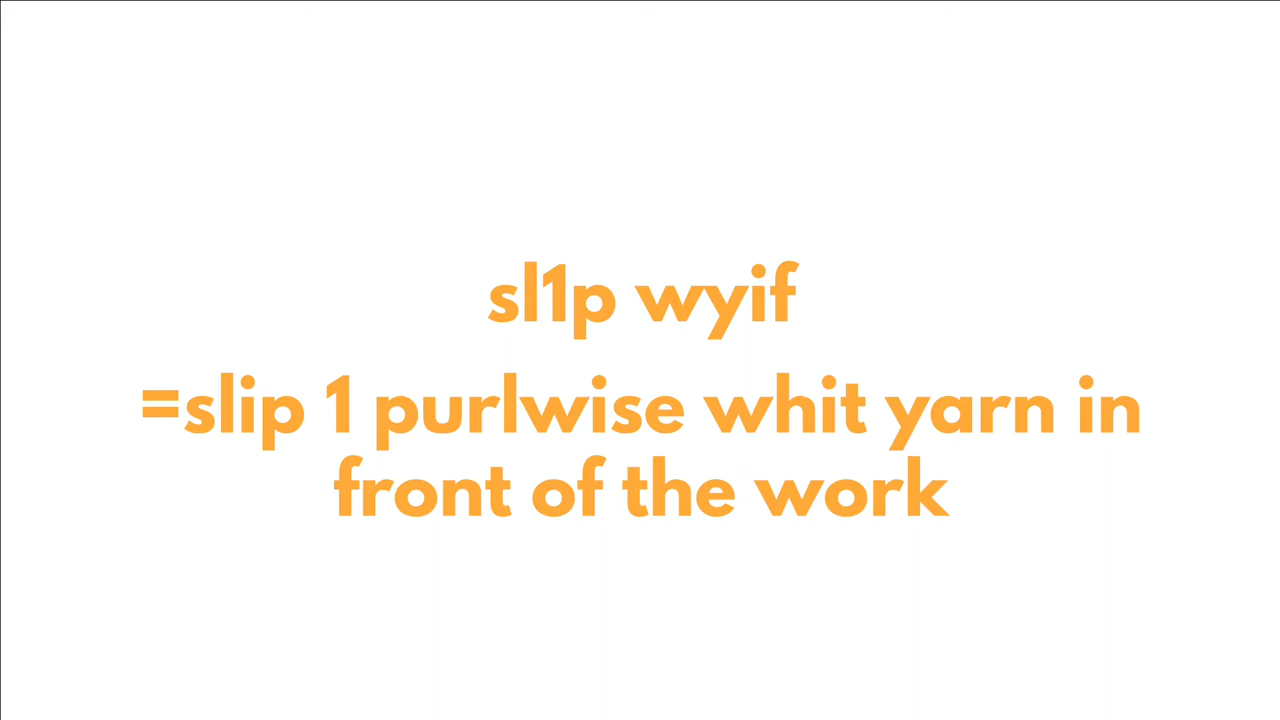 sl1p wyif
=slip 1 purlwise whit yarn in
front of the work